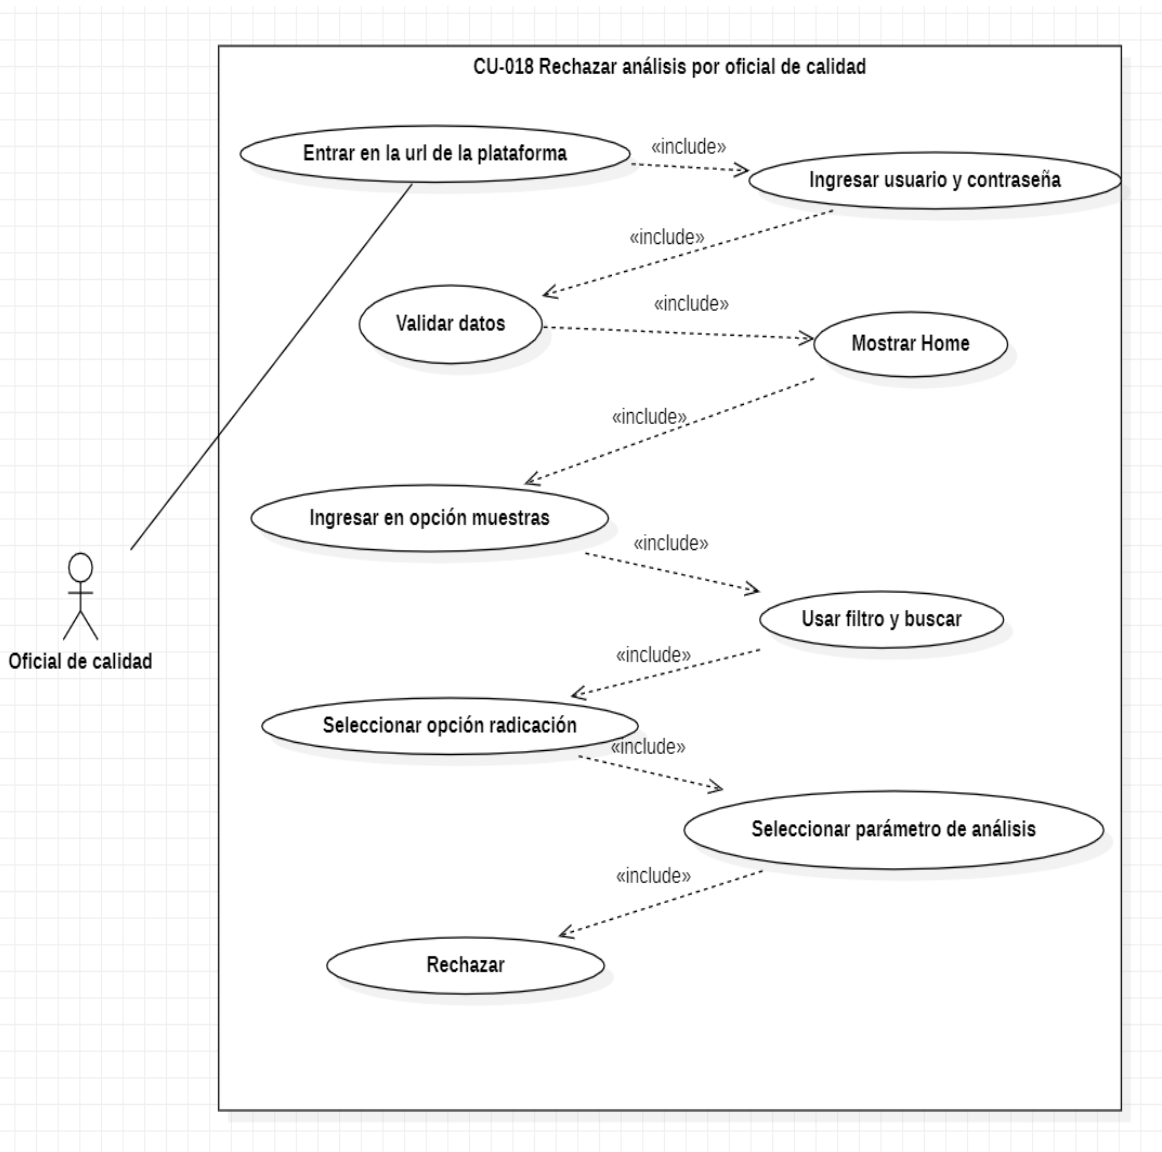 CU-018 Rechazar análisis por oficial de calidad
Entrar en la url de la plataforma
«include»
Ingresar usuario y contraseña
«include»
Validar datos
«include»
Mostrar Home
«include»
Ingresar en opción muestras
«include»
Usar filtro y buscar
Oficial de calidad
«include»
Seleccionar opción radicación
«include»
Seleccionar parámetro de análisis
«include»
Rechazar